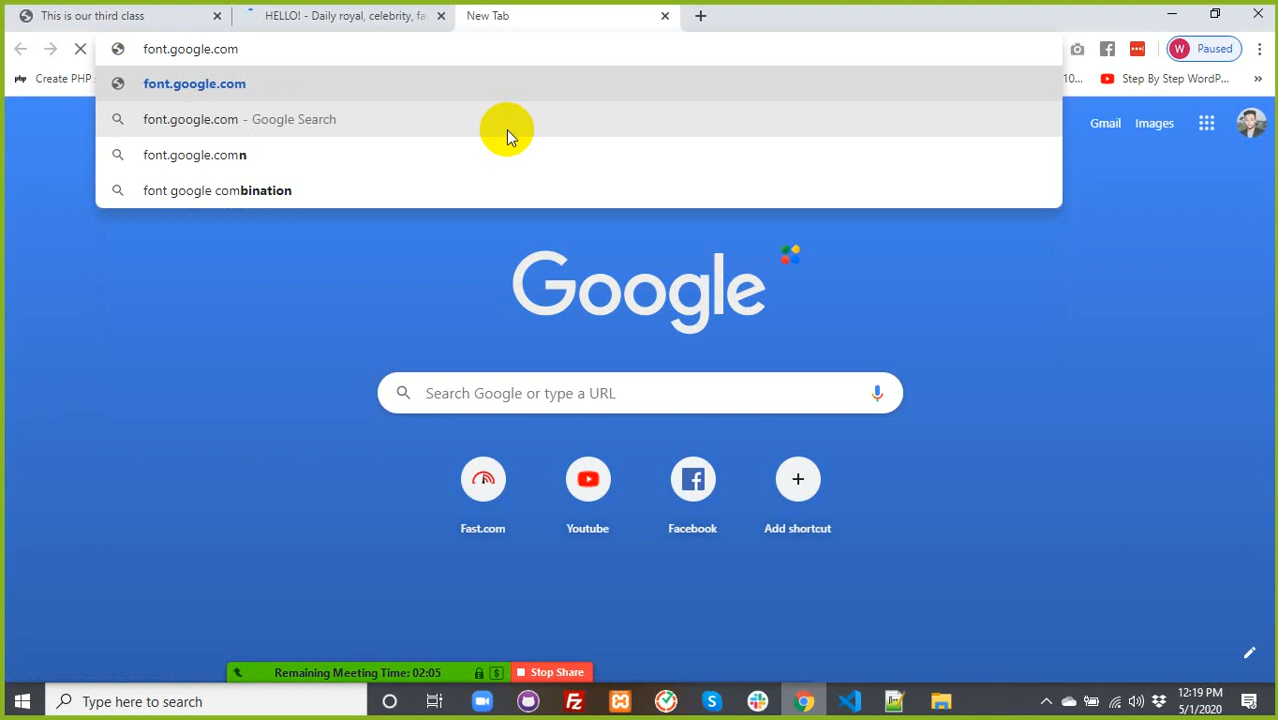 This is our third class
HELLO! - Daily royal, celebrity, fa
New Tab
font.google.com
W Paused
Create PHP
10...
Step By Step WordP...
font.google.com
font.google.com - Google Search
font.google.comn
font google combination
Gmail
Images
Google
Search Google or type a URL
Fast.com
Youtube
Facebook
Add shortcut
Remaining Meeting Time: 02:05
Stop Share
Type here to search
12:19 PM
5/1/2020